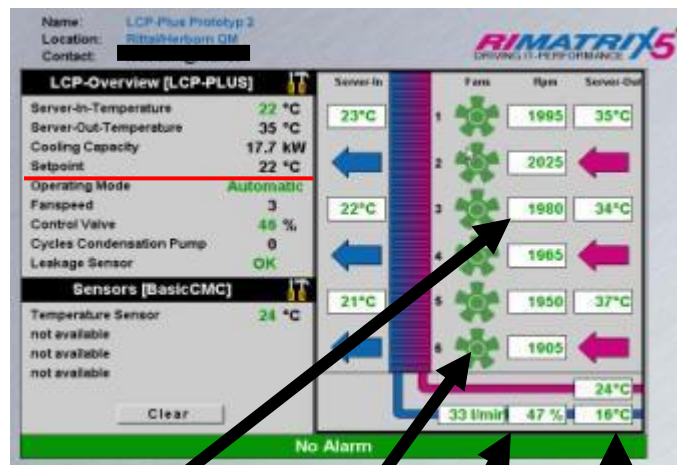 Name: LCP-Plus Prototyp 2
Location: Rittal/Herborn QM
Contact:
RIMATRIX5
DRIVING IT-PERFORMANCE
LCP-Overview [LCP-PLUS]
Server-In-Temperature 22 °C
Server-Out-Temperature 35 °C
Cooling Capacity 17.7 kW
Setpoint 22 °C
Operating Mode Automatic
Fanspeed 3
Control Valve 46 %
Cycles Condensation Pump 0
Leakage Sensor OK
Sensors [BasicCMC]
Temperature Sensor 24 °C
not available
not available
not available
Clear
Server-In Fans Rpm Server-Out
23°C 1 1995 35°C
2 2025
22°C 3 1980 34°C
4 1965
21°C 5 1950 37°C
6 1905
24°C
33 l/min 47 % 16°C
No Alarm